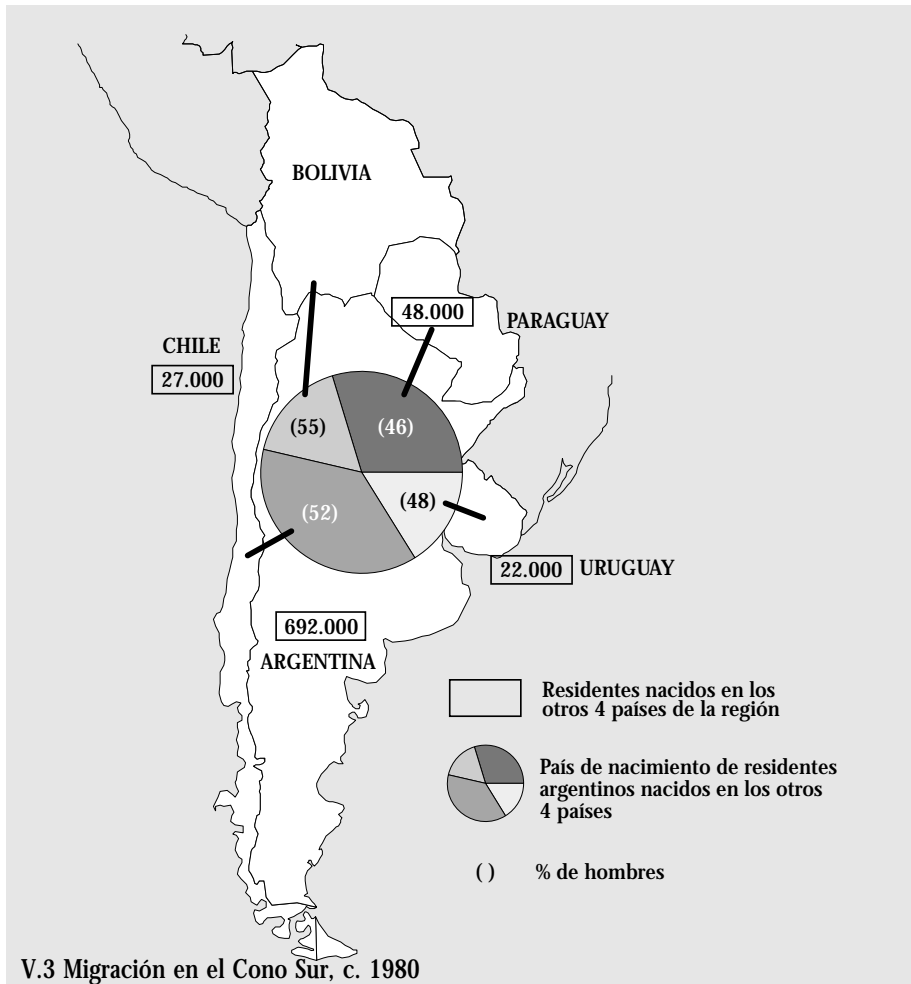 BOLIVIA
48.000
PARAGUAY
CHILE
27.000
(55)
(46)
(52)
(48)
22.000 URUGUAY
692.000
ARGENTINA
Residentes nacidos en los
otros 4 países de la región
País de nacimiento de residentes
argentinos nacidos en los otros
4 países
( ) % de hombres
V.3 Migración en el Cono Sur, c. 1980